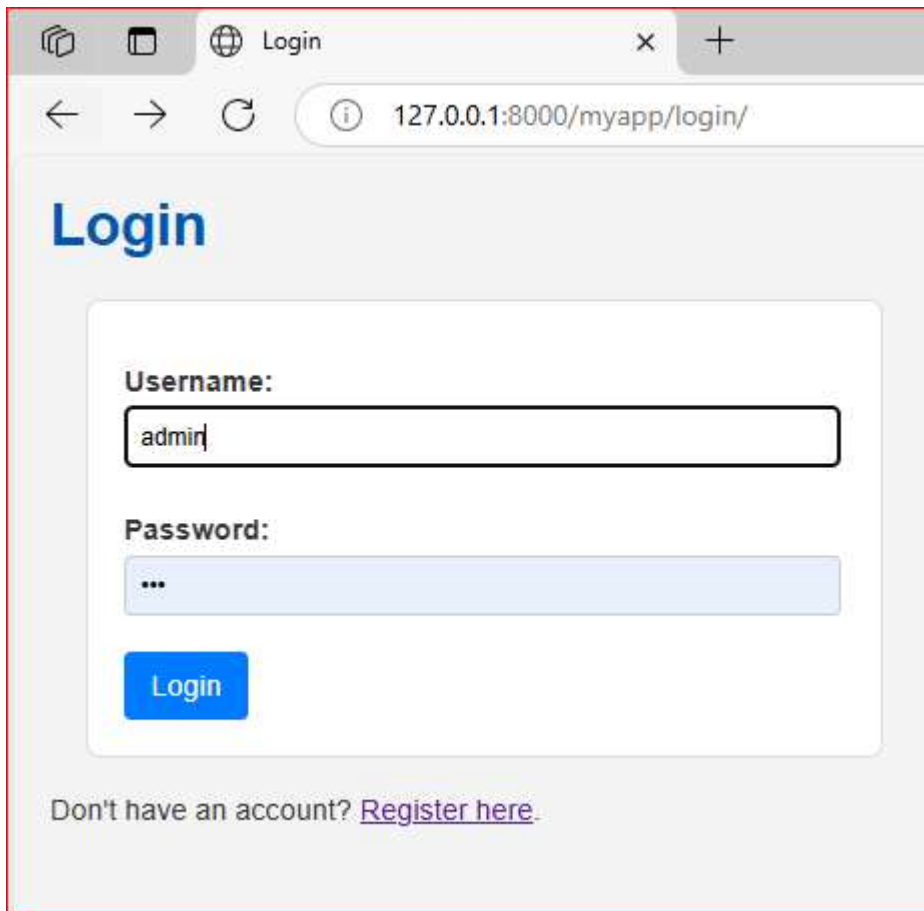 Login
127.0.0.1:8000/myapp/login/
Login
Username:
admin
Password:
•••
Login
Don't have an account? Register here.